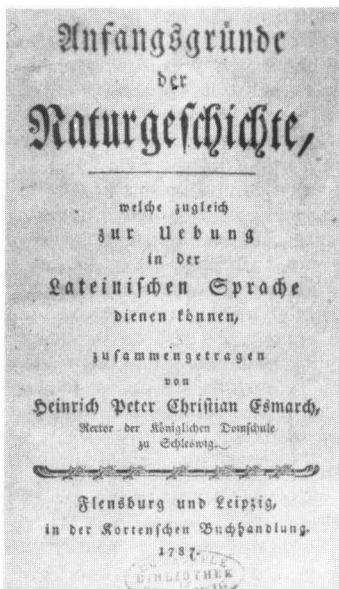 Anfangsgründe
der
Naturgeschichte,
welche zugleich
zur Uebung
in der
Lateinischen Sprache
dienen können,
zusammengetragen
von
Heinrich Peter Christian Esmarch,
Rector der Königlichen Domschule
zu Schleswig.
Flensburg und Leipzig,
in der Kortenschen Buchhandlung.
1787.
BIBLIOTHEK